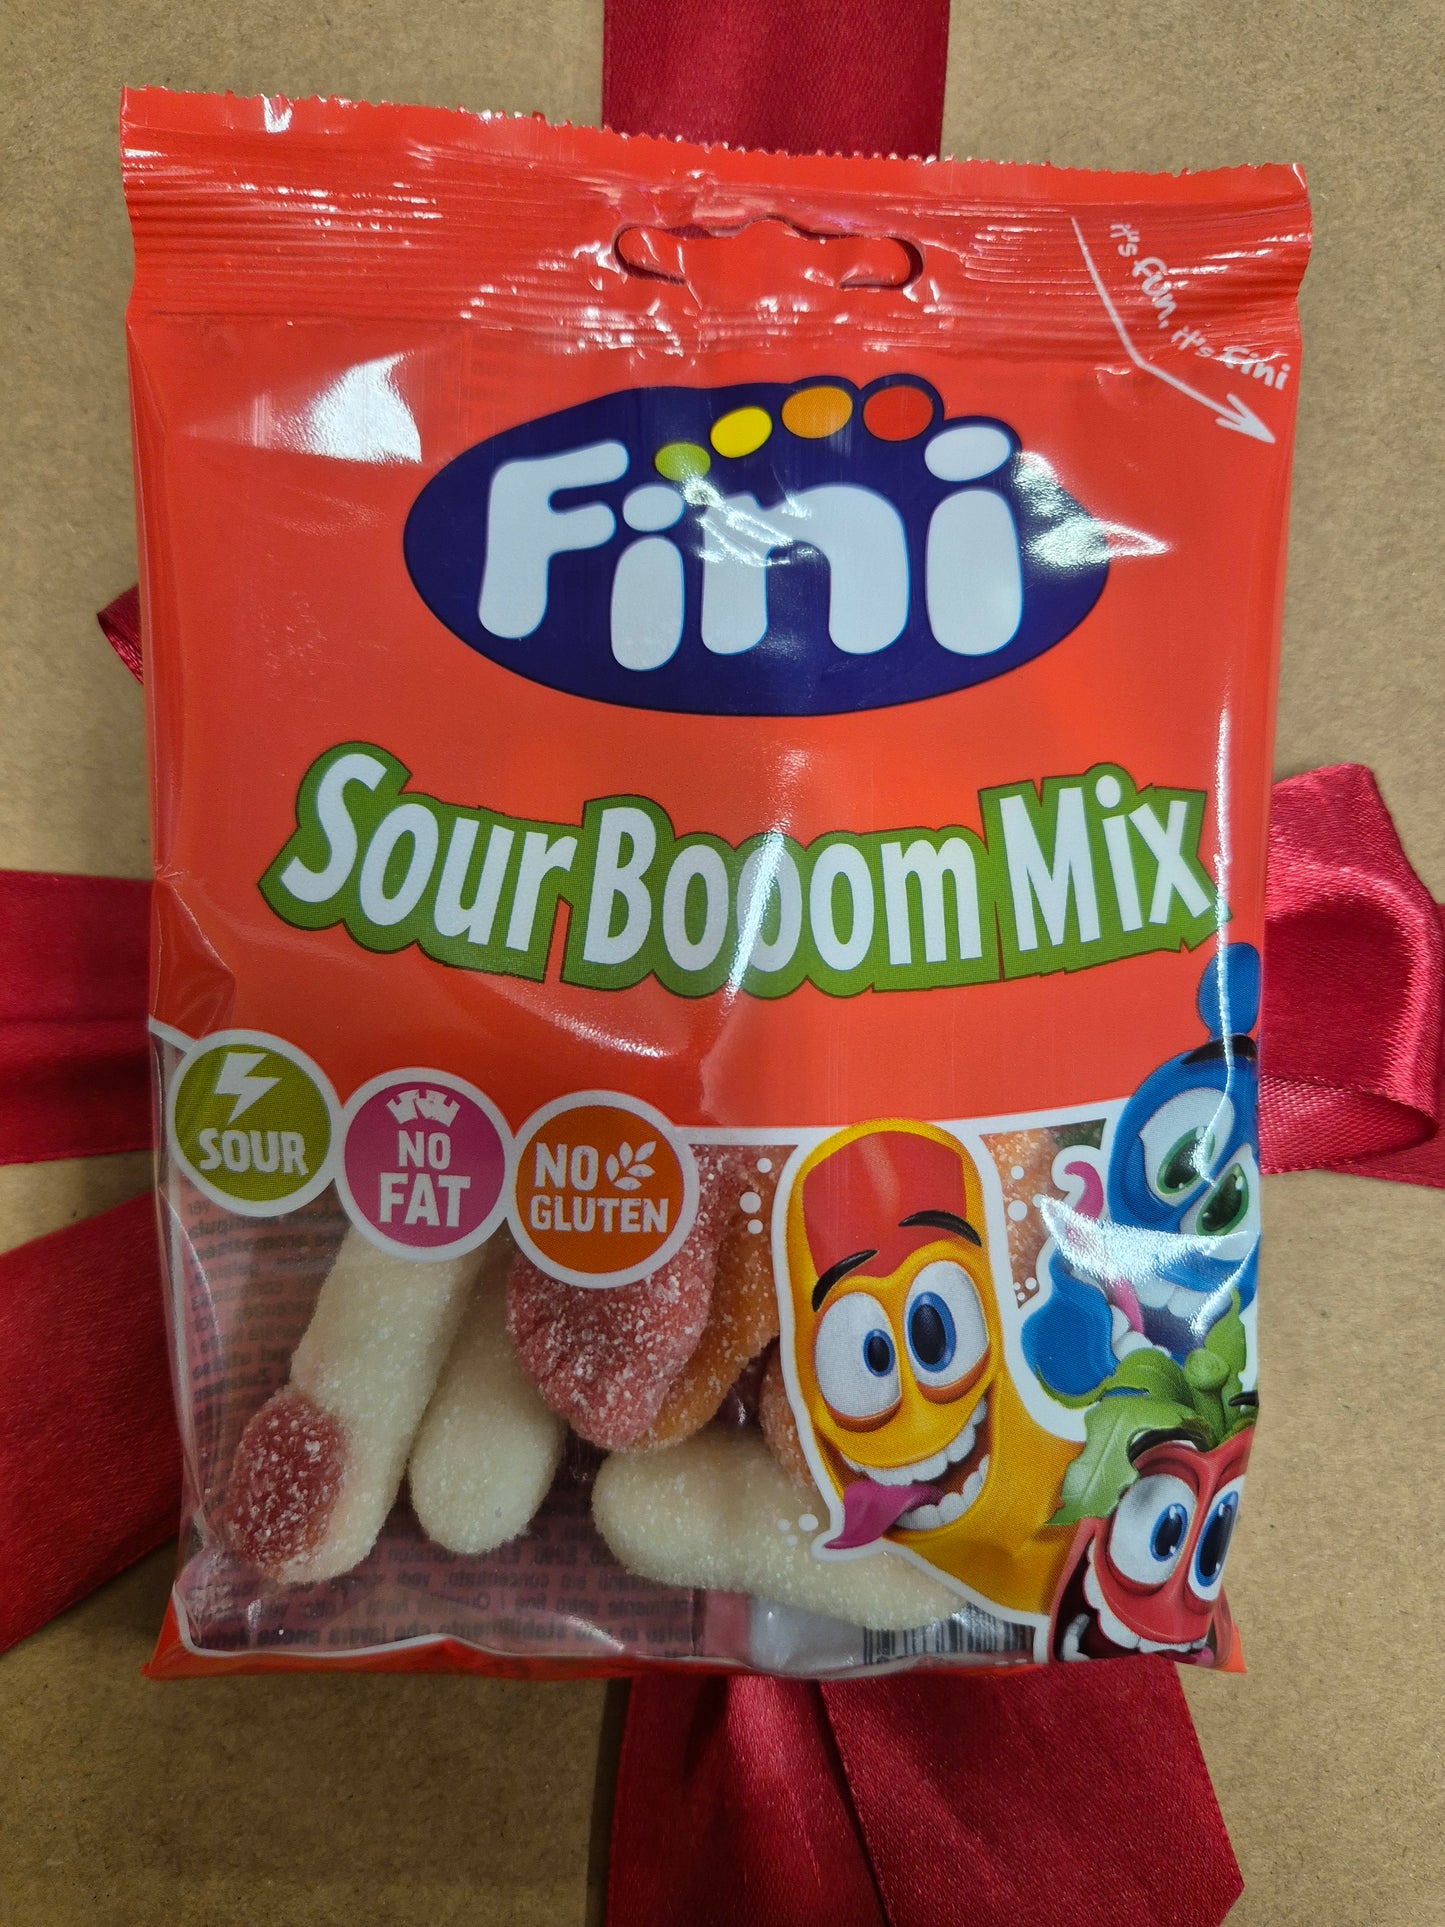 it's fun, it's fini
Fini
Sour Booom Mix
SOUR
NO
FAT
NO
GLUTEN